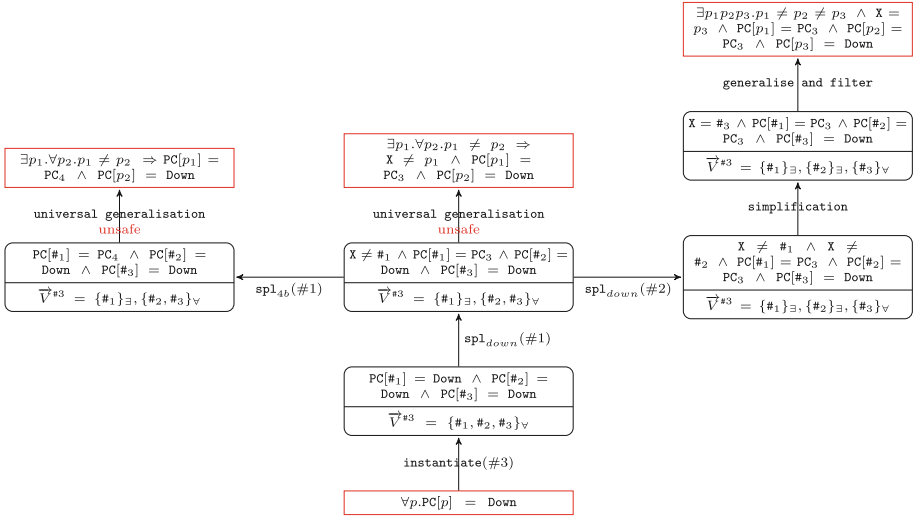 ∃p₁p₂p₃.p₁ ≠ p₂ ≠ p₃ ∧ X =
p₃ ∧ PC[p₁] = PC₃ ∧ PC[p₂] =
PC₃ ∧ PC[p₃] = Down
generalise and filter
X = #₃ ∧ PC[#₁] = PC₃ ∧ PC[#₂] =
PC₃ ∧ PC[#₃] = Down
V⃗^#3 = {#₁}∃, {#₂}∃, {#₃}∀
simplification
X ≠ #₁ ∧ X ≠
#₂ ∧ PC[#₁] = PC₃ ∧ PC[#₂] =
PC₃ ∧ PC[#₃] = Down
V⃗^#3 = {#₁}∃, {#₂}∃, {#₃}∀
∃p₁.∀p₂.p₁ ≠ p₂ ⇒ PC[p₁] =
PC₄ ∧ PC[p₂] = Down
universal generalisation
unsafe
PC[#₁] = PC₄ ∧ PC[#₂] =
Down ∧ PC[#₃] = Down
V⃗^#3 = {#₁}∃, {#₂, #₃}∀
spl₄b(#1)
∃p₁.∀p₂.p₁ ≠ p₂ ⇒
X ≠ p₁ ∧ PC[p₁] =
PC₃ ∧ PC[p₂] = Down
universal generalisation
unsafe
X ≠ #₁ ∧ PC[#₁] = PC₃ ∧ PC[#₂] =
Down ∧ PC[#₃] = Down
V⃗^#3 = {#₁}∃, {#₂, #₃}∀
spl_down(#2)
spl_down(#1)
PC[#₁] = Down ∧ PC[#₂] =
Down ∧ PC[#₃] = Down
V⃗^#3 = {#₁, #₂, #₃}∀
instantiate(#3)
∀p.PC[p] = Down